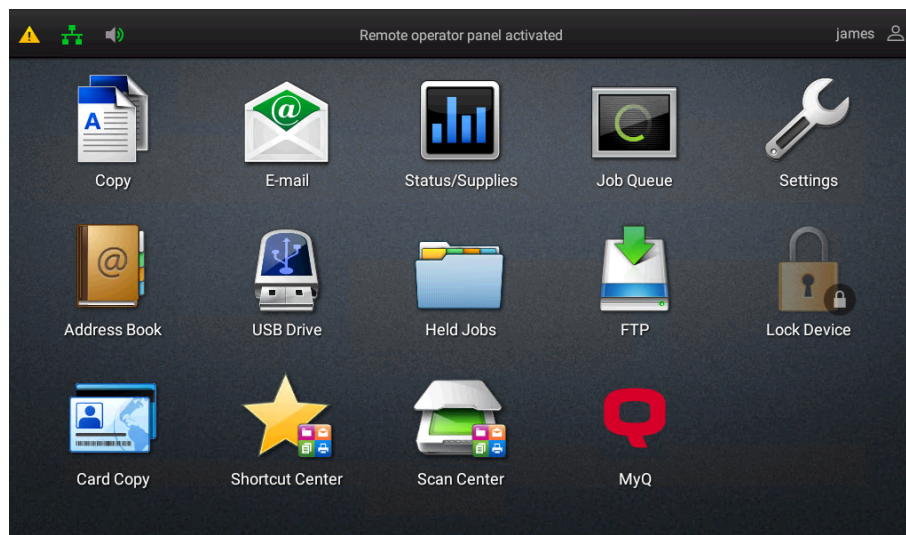 Remote operator panel activated
james
A
@
Copy
E-mail
Status/Supplies
Job Queue
Settings
@
Address Book
USB Drive
Held Jobs
FTP
Lock Device
Card Copy
Shortcut Center
Scan Center
MyQ